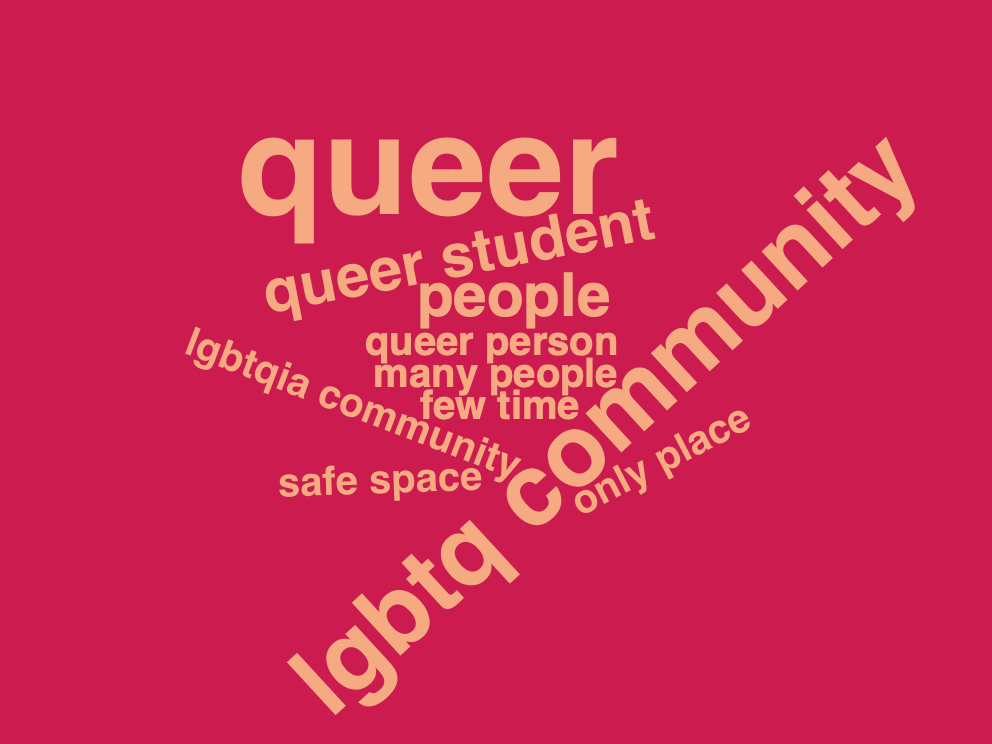 queer
queer student
people
queer person
many people
few time
lgbtqia community
safe space
only place
lgbtq community